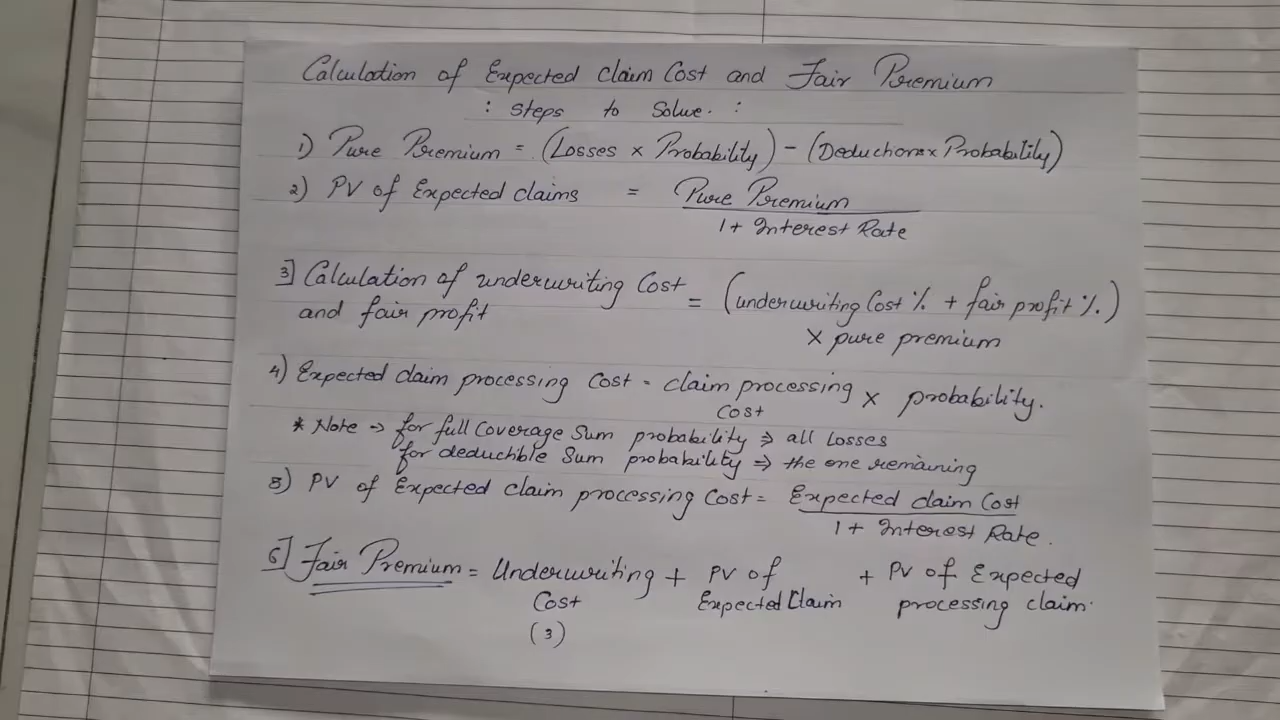 Calculation of Expected Claim Cost and Fair Premium
: Steps to Solve. :
1) Pure Premium = (Losses x Probability) - (Deductions x Probability)
2) PV of Expected claims = Pure Premium
1 + Interest Rate
3] Calculation of underwriting Cost = (underwriting Cost % + fair profit %.)
and fair profit
x pure premium
4) Expected claim processing Cost = claim processing x probability.
Cost
* Note → for full Coverage Sum probability ⇒ all losses
for deductible Sum probability ⇒ the one remaining
5) PV of Expected claim processing Cost = Expected claim Cost
1 + Interest Rate.
6] Fair Premium = Underwriting + PV of + PV of Expected
Cost Expected Claim processing claim.
(3)